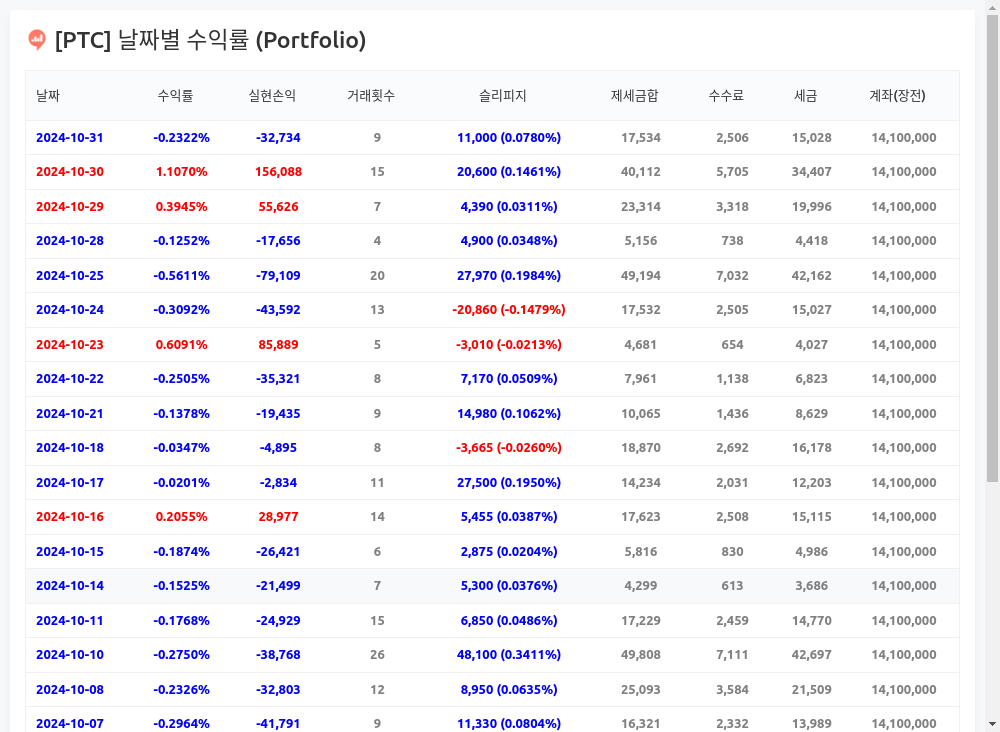 [PTC] 날짜별 수익률 (Portfolio)
날짜 수익률 실현손익 거래횟수 슬리피지 제세금합 수수료 세금 계좌(장전)
2024-10-31 -0.2322% -32,734 9 11,000 (0.0780%) 17,534 2,506 15,028 14,100,000
2024-10-30 1.1070% 156,088 15 20,600 (0.1461%) 40,112 5,705 34,407 14,100,000
2024-10-29 0.3945% 55,626 7 4,390 (0.0311%) 23,314 3,318 19,996 14,100,000
2024-10-28 -0.1252% -17,656 4 4,900 (0.0348%) 5,156 738 4,418 14,100,000
2024-10-25 -0.5611% -79,109 20 27,970 (0.1984%) 49,194 7,032 42,162 14,100,000
2024-10-24 -0.3092% -43,592 13 -20,860 (-0.1479%) 17,532 2,505 15,027 14,100,000
2024-10-23 0.6091% 85,889 5 -3,010 (-0.0213%) 4,681 654 4,027 14,100,000
2024-10-22 -0.2505% -35,321 8 7,170 (0.0509%) 7,961 1,138 6,823 14,100,000
2024-10-21 -0.1378% -19,435 9 14,980 (0.1062%) 10,065 1,436 8,629 14,100,000
2024-10-18 -0.0347% -4,895 8 -3,665 (-0.0260%) 18,870 2,692 16,178 14,100,000
2024-10-17 -0.0201% -2,834 11 27,500 (0.1950%) 14,234 2,031 12,203 14,100,000
2024-10-16 0.2055% 28,977 14 5,455 (0.0387%) 17,623 2,508 15,115 14,100,000
2024-10-15 -0.1874% -26,421 6 2,875 (0.0204%) 5,816 830 4,986 14,100,000
2024-10-14 -0.1525% -21,499 7 5,300 (0.0376%) 4,299 613 3,686 14,100,000
2024-10-11 -0.1768% -24,929 15 6,850 (0.0486%) 17,229 2,459 14,770 14,100,000
2024-10-10 -0.2750% -38,768 26 48,100 (0.3411%) 49,808 7,111 42,697 14,100,000
2024-10-08 -0.2326% -32,803 12 8,950 (0.0635%) 25,093 3,584 21,509 14,100,000
2024-10-07 -0.2964% -41,791 9 11,330 (0.0804%) 16,321 2,332 13,989 14,100,000